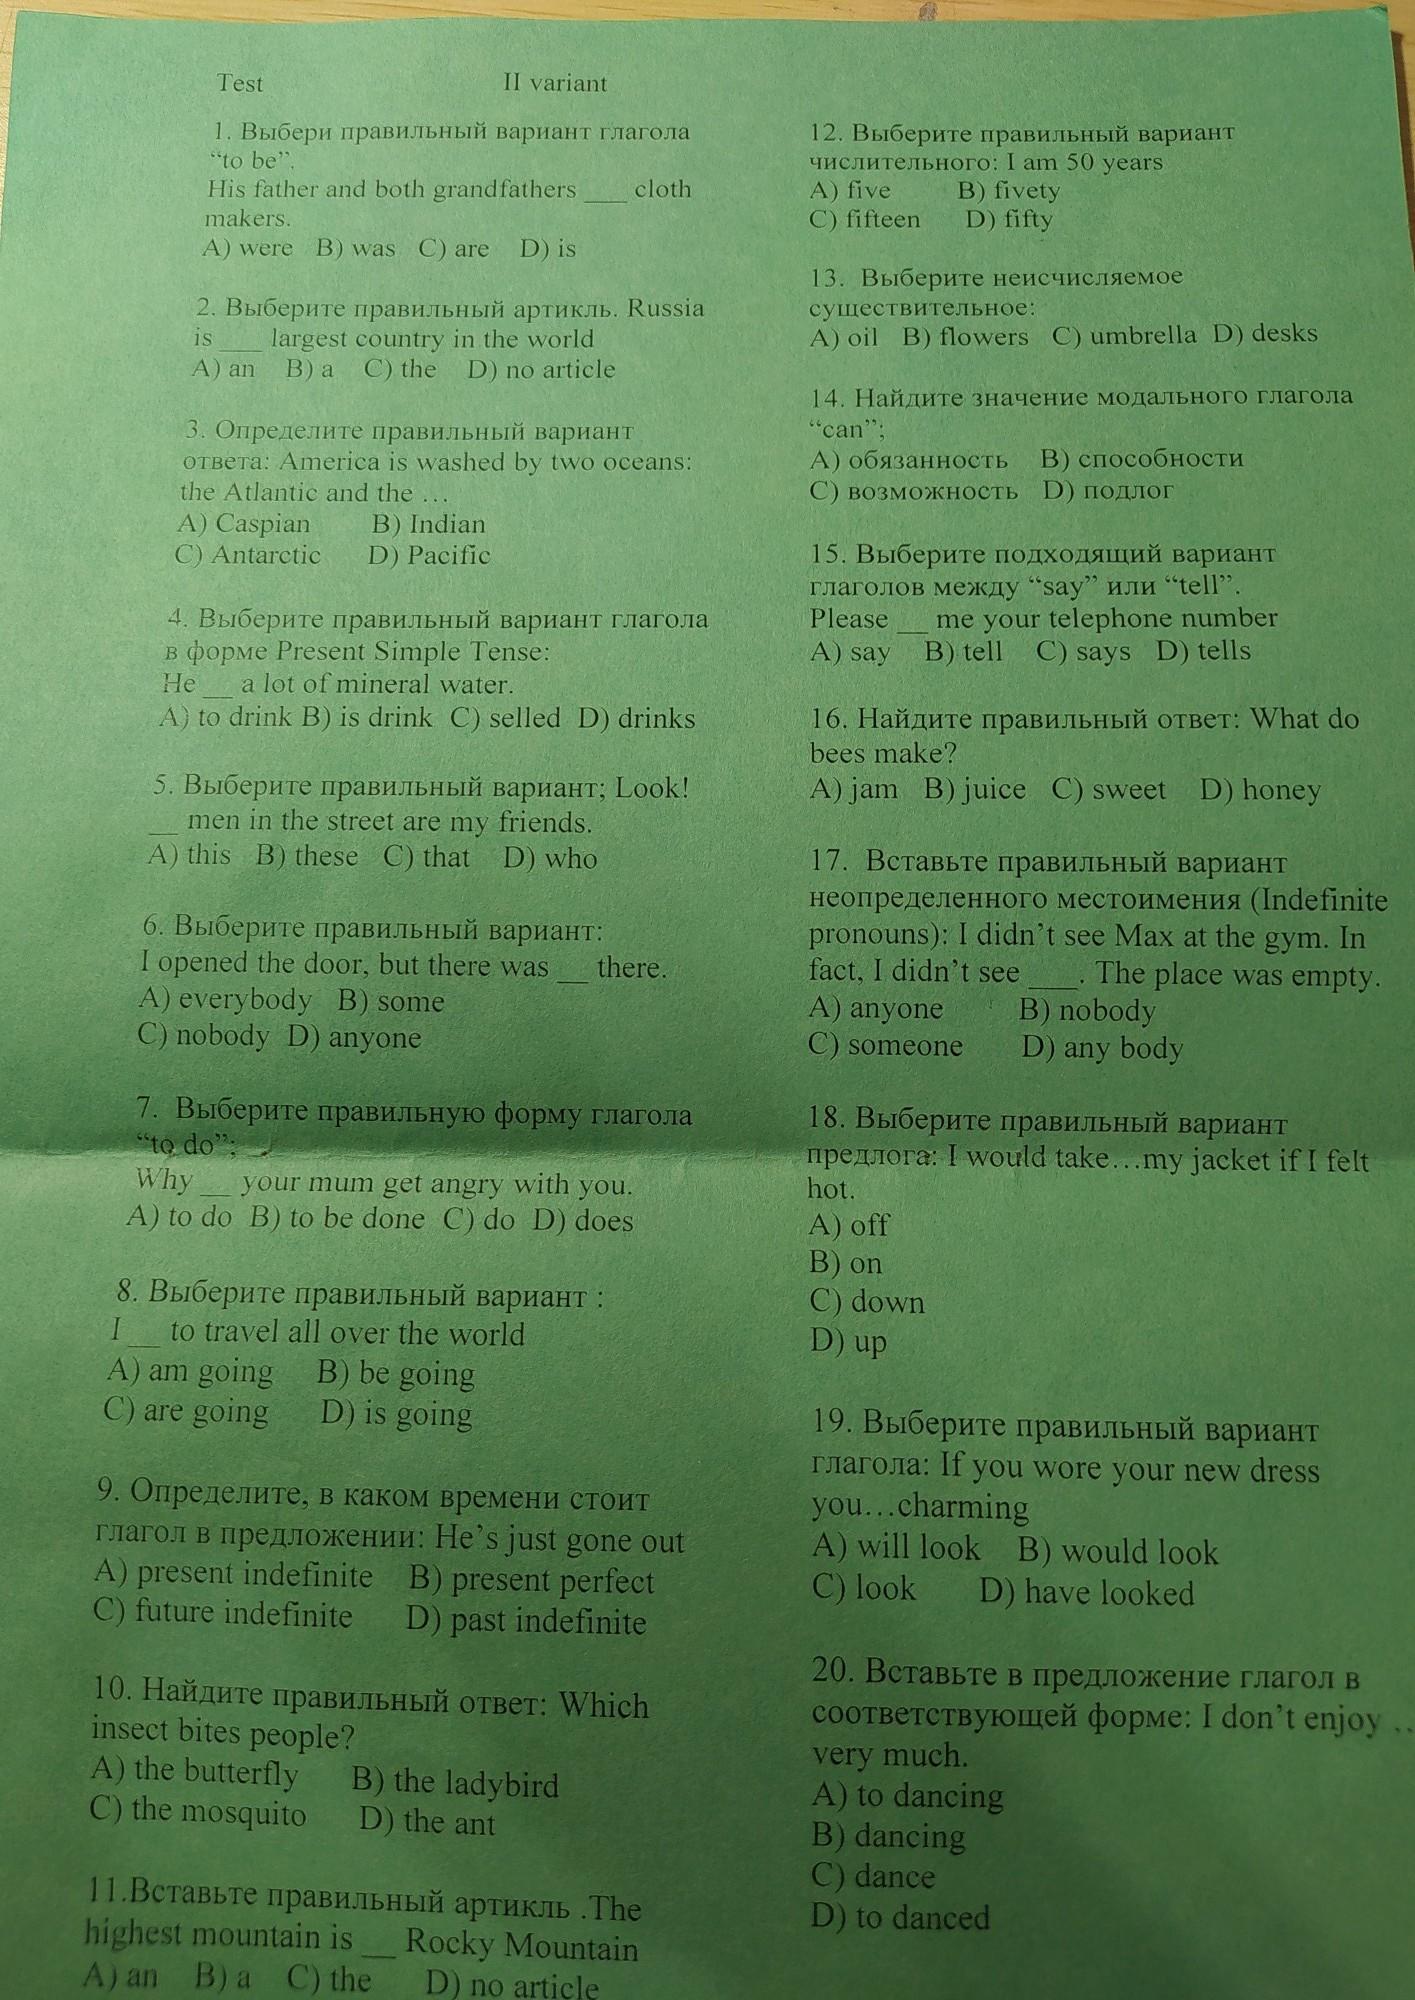 Test II variant
1. Выбери правильный вариант глагола
“to be”.
His father and both grandfathers ___ cloth
makers.
A) were B) was C) are D) is
2. Выберите правильный артикль. Russia
is ___ largest country in the world
A) an B) a C) the D) no article
3. Определите правильный вариант
ответа: America is washed by two oceans:
the Atlantic and the …
A) Caspian B) Indian
C) Antarctic D) Pacific
4. Выберите правильный вариант глагола
в форме Present Simple Tense:
He __ a lot of mineral water.
A) to drink B) is drink C) selled D) drinks
5. Выберите правильный вариант; Look!
__ men in the street are my friends.
A) this B) these C) that D) who
6. Выберите правильный вариант:
I opened the door, but there was __ there.
A) everybody B) some
C) nobody D) anyone
7. Выберите правильную форму глагола
“to do”;
Why __ your mum get angry with you.
A) to do B) to be done C) do D) does
8. Выберите правильный вариант :
I __ to travel all over the world
A) am going B) be going
C) are going D) is going
9. Определите, в каком времени стоит
глагол в предложении: He’s just gone out
A) present indefinite B) present perfect
C) future indefinite D) past indefinite
10. Найдите правильный ответ: Which
insect bites people?
A) the butterfly B) the ladybird
C) the mosquito D) the ant
11.Вставьте правильный артикль .The
highest mountain is __ Rocky Mountain
A) an B) a C) the D) no article
12. Выберите правильный вариант
числительного: I am 50 years
A) five B) fivety
C) fifteen D) fifty
13. Выберите неисчисляемое
существительное:
A) oil B) flowers C) umbrella D) desks
14. Найдите значение модального глагола
“can”;
A) обязанность B) способности
C) возможность D) подлог
15. Выберите подходящий вариант
глаголов между “say” или “tell”.
Please __ me your telephone number
A) say B) tell C) says D) tells
16. Найдите правильный ответ: What do
bees make?
A) jam B) juice C) sweet D) honey
17. Вставьте правильный вариант
неопределенного местоимения (Indefinite
pronouns): I didn’t see Max at the gym. In
fact, I didn’t see ___. The place was empty.
A) anyone B) nobody
C) someone D) any body
18. Выберите правильный вариант
предлога: I would take…my jacket if I felt
hot.
A) off
B) on
C) down
D) up
19. Выберите правильный вариант
глагола: If you wore your new dress
you…charming
A) will look B) would look
C) look D) have looked
20. Вставьте в предложение глагол в
соответствующей форме: I don’t enjoy ..
very much.
A) to dancing
B) dancing
C) dance
D) to danced